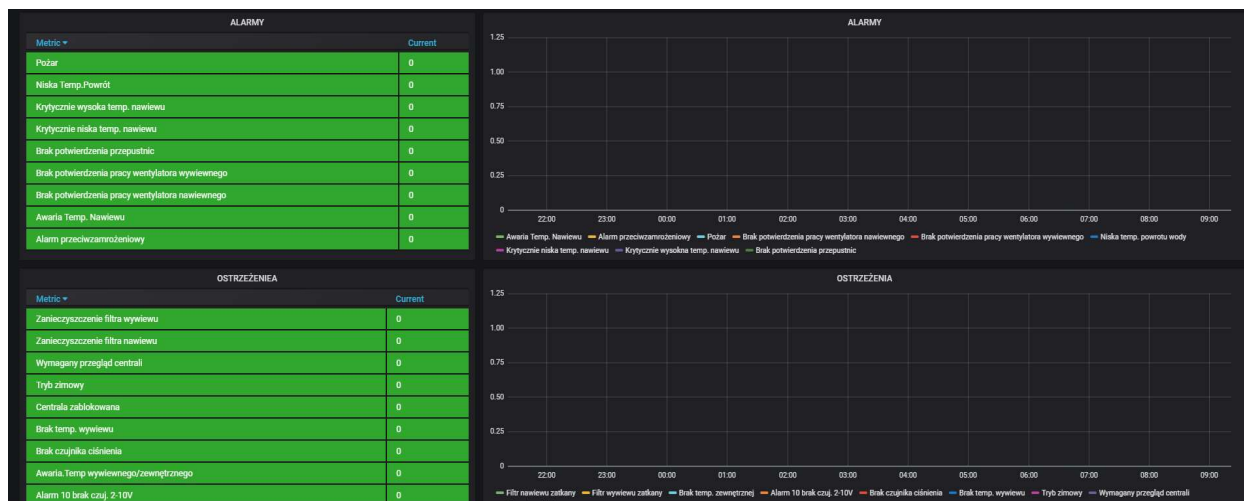 ALARMY
Metric Current
Pożar 0
Niska Temp.Powrót 0
Krytycznie wysoka temp. nawiewu 0
Krytycznie niska temp. nawiewu 0
Brak potwierdzenia przepustnic 0
Brak potwierdzenia pracy wentylatora wywiewnego 0
Brak potwierdzenia pracy wentylatora nawiewnego 0
Awaria Temp. Nawiewu 0
Alarm przeciwzamrożeniowy 0
ALARMY
1.25
1.00
0.75
0.50
0.25
0
22:00 23:00 00:00 01:00 02:00 03:00 04:00 05:00 06:00 07:00 08:00 09:00
Awaria Temp. Nawiewu Alarm przeciwzamrożeniowy Pożar Brak potwierdzenia pracy wentylatora nawiewnego Brak potwierdzenia pracy wentylatora wywiewnego Niska temp. powrotu wody
Krytycznie niska temp. nawiewu Krytycznie wysokna temp. nawiewu Brak potwierdzenia przepustnic
OSTRZEŻENIEA
Metric Current
Zanieczyszczenie filtra wywiewu 0
Zanieczyszczenie filtra nawiewu 0
Wymagany przegląd centrali 0
Tryb zimowy 0
Centrala zablokowana 0
Brak temp. wywiewu 0
Brak czujnika ciśnienia 0
Awaria.Temp wywiewnego/zewnętrznego 0
Alarm 10 brak czuj. 2-10V 0
OSTRZEŻENIA
1.25
1.00
0.75
0.50
0.25
0
22:00 23:00 00:00 01:00 02:00 03:00 04:00 05:00 06:00 07:00 08:00 09:00
Filtr nawiewu zatkany Filtr wywiewu zatkany Brak temp. zewnętrznej Alarm 10 brak czuj. 2-10V Brak czujnika ciśnienia Brak temp. wywiewu Tryb zimowy Wymagany przegląd centrali